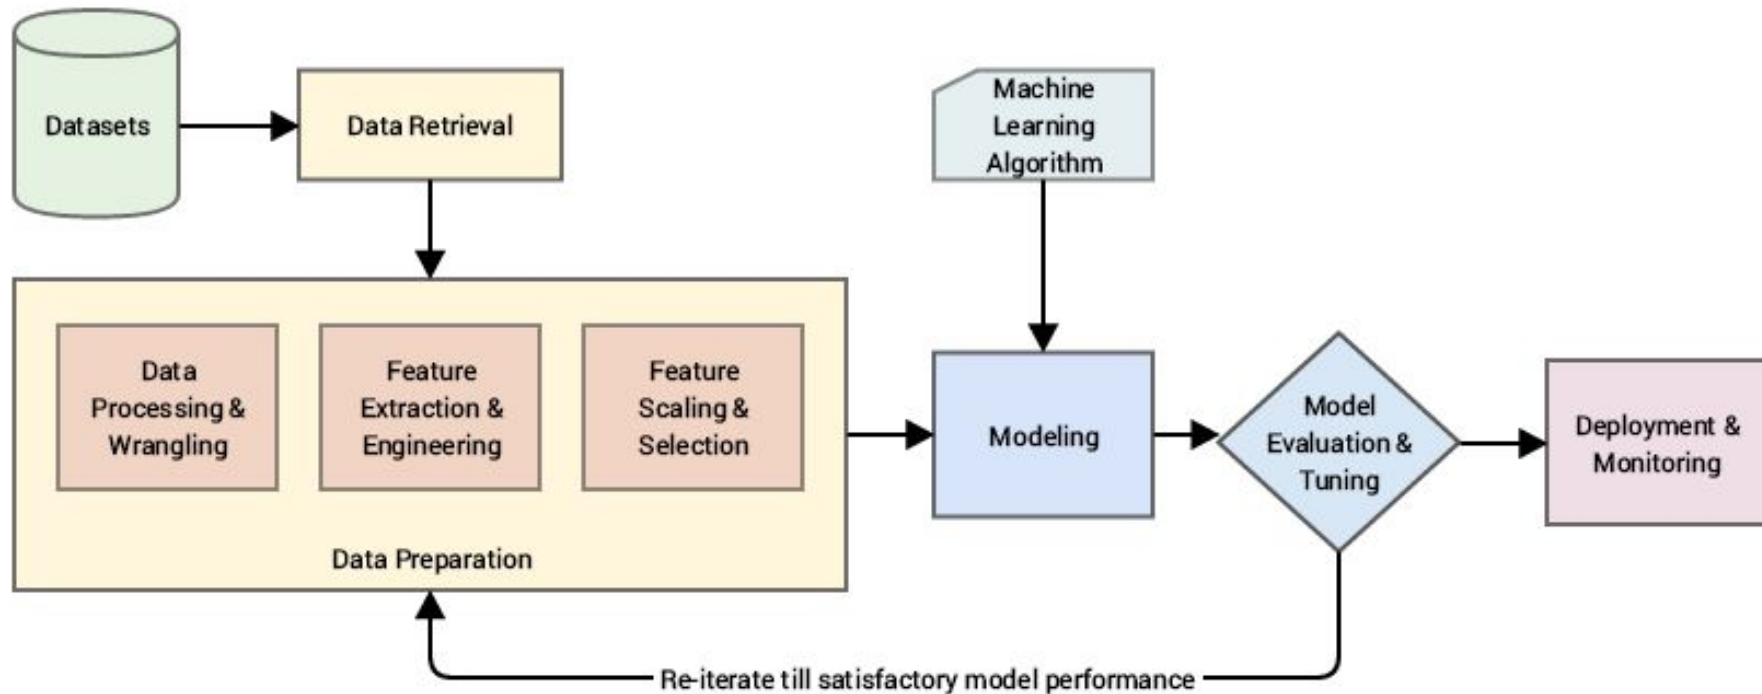 Datasets
Data Retrieval
Machine
Learning
Algorithm
Data
Processing &
Wrangling
Feature
Extraction &
Engineering
Feature
Scaling &
Selection
Data Preparation
Modeling
Model
Evaluation &
Tuning
Deployment &
Monitoring
Re-iterate till satisfactory model performance